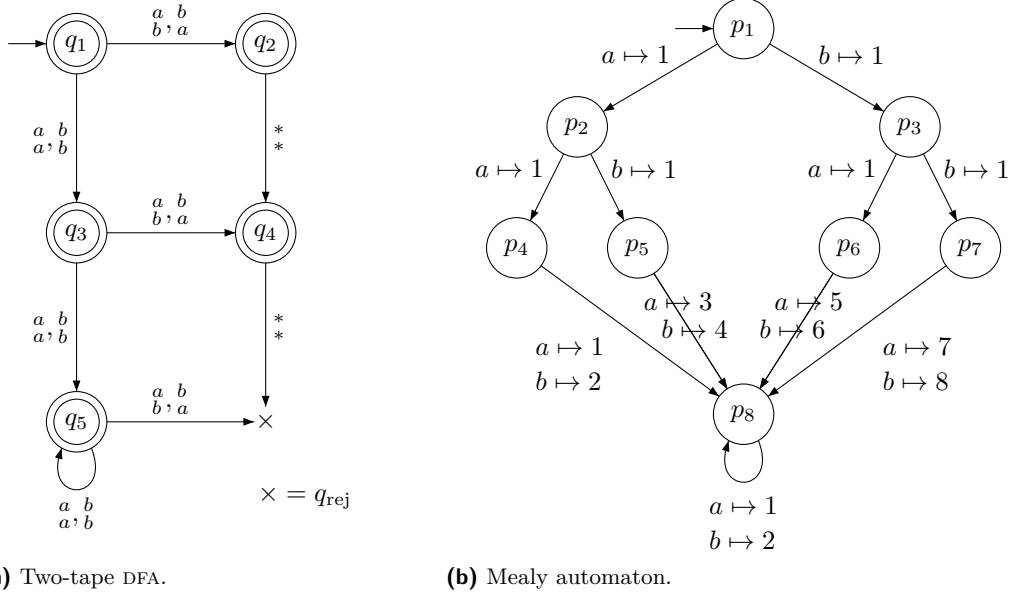 q1
a b
b, a
q2
a b
a, b
*
*
q3
a b
b, a
q4
a b
a, b
*
*
q5
a b
b, a
×
a b
a, b
× = qrej
) Two-tape DFA.
p1
a ↦ 1
b ↦ 1
p2
p3
a ↦ 1
b ↦ 1
a ↦ 1
b ↦ 1
p4
p5
p6
p7
a ↦ 3
b ↦ 4
a ↦ 5
b ↦ 6
a ↦ 1
b ↦ 2
a ↦ 7
b ↦ 8
p8
a ↦ 1
b ↦ 2
(b) Mealy automaton.